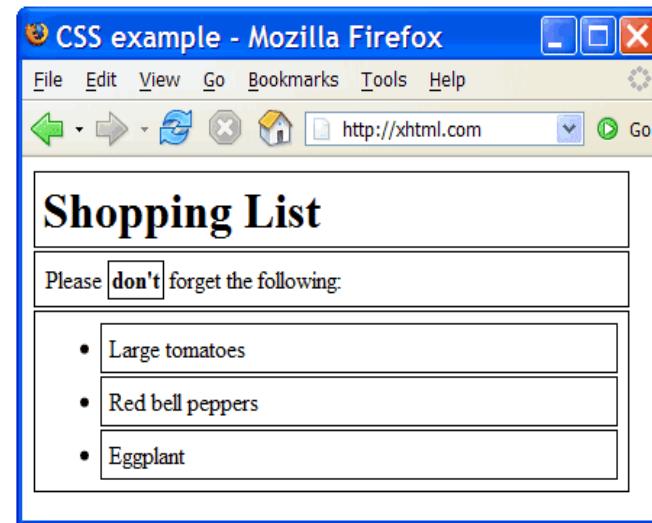 CSS example - Mozilla Firefox
File Edit View Go Bookmarks Tools Help
http://xhtml.com Go
Shopping List
Please don't forget the following:
• Large tomatoes
• Red bell peppers
• Eggplant